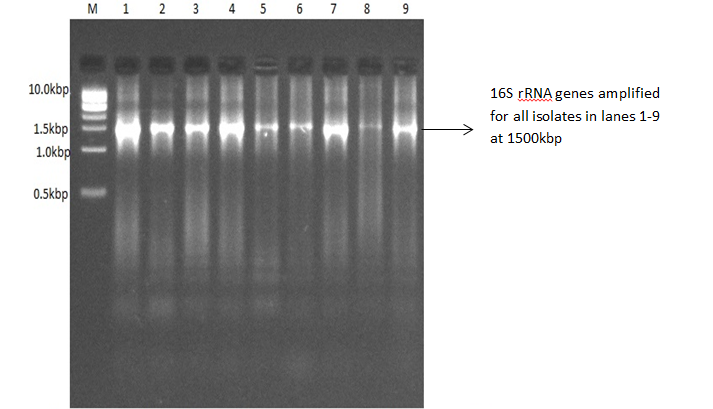 M 1 2 3 4 5 6 7 8 9
10.0kbp
1.5kbp
1.0kbp
0.5kbp
16S rRNA genes amplified
for all isolates in lanes 1-9
at 1500kbp